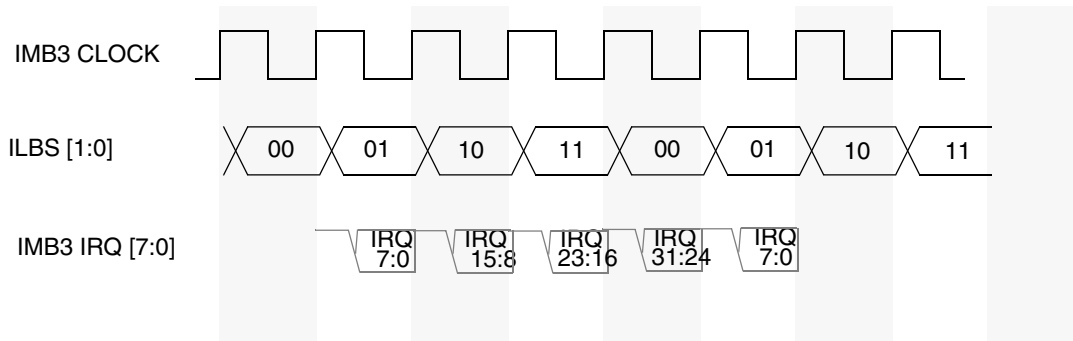 IMB3 CLOCK
ILBS [1:0]
00
01
10
11
00
01
10
11
IMB3 IRQ [7:0]
IRQ
7:0
IRQ
15:8
IRQ
23:16
IRQ
31:24
IRQ
7:0